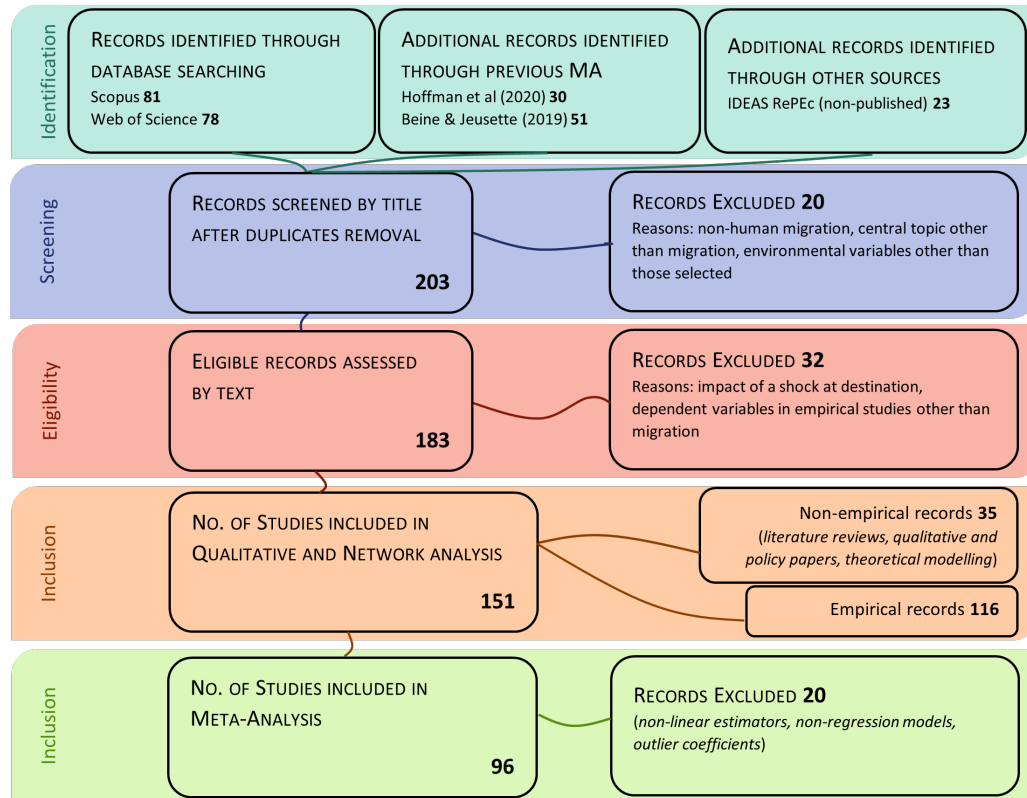 Identification
RECORDS IDENTIFIED THROUGH
DATABASE SEARCHING
Scopus 81
Web of Science 78
ADDITIONAL RECORDS IDENTIFIED
THROUGH PREVIOUS MA
Hoffman et al (2020) 30
Beine & Jeusette (2019) 51
ADDITIONAL RECORDS IDENTIFIED
THROUGH OTHER SOURCES
IDEAS RePEc (non-published) 23
Screening
RECORDS SCREENED BY TITLE
AFTER DUPLICATES REMOVAL
203
RECORDS EXCLUDED 20
Reasons: non-human migration, central topic other
than migration, environmental variables other than
those selected
Eligibility
ELIGIBLE RECORDS ASSESSED
BY TEXT
183
RECORDS EXCLUDED 32
Reasons: impact of a shock at destination,
dependent variables in empirical studies other than
migration
Inclusion
NO. OF STUDIES INCLUDED IN
QUALITATIVE AND NETWORK ANALYSIS
151
Non-empirical records 35
(literature reviews, qualitative and
policy papers, theoretical modelling)
Empirical records 116
Inclusion
NO. OF STUDIES INCLUDED IN
META-ANALYSIS
96
RECORDS EXCLUDED 20
(non-linear estimators, non-regression models,
outlier coefficients)